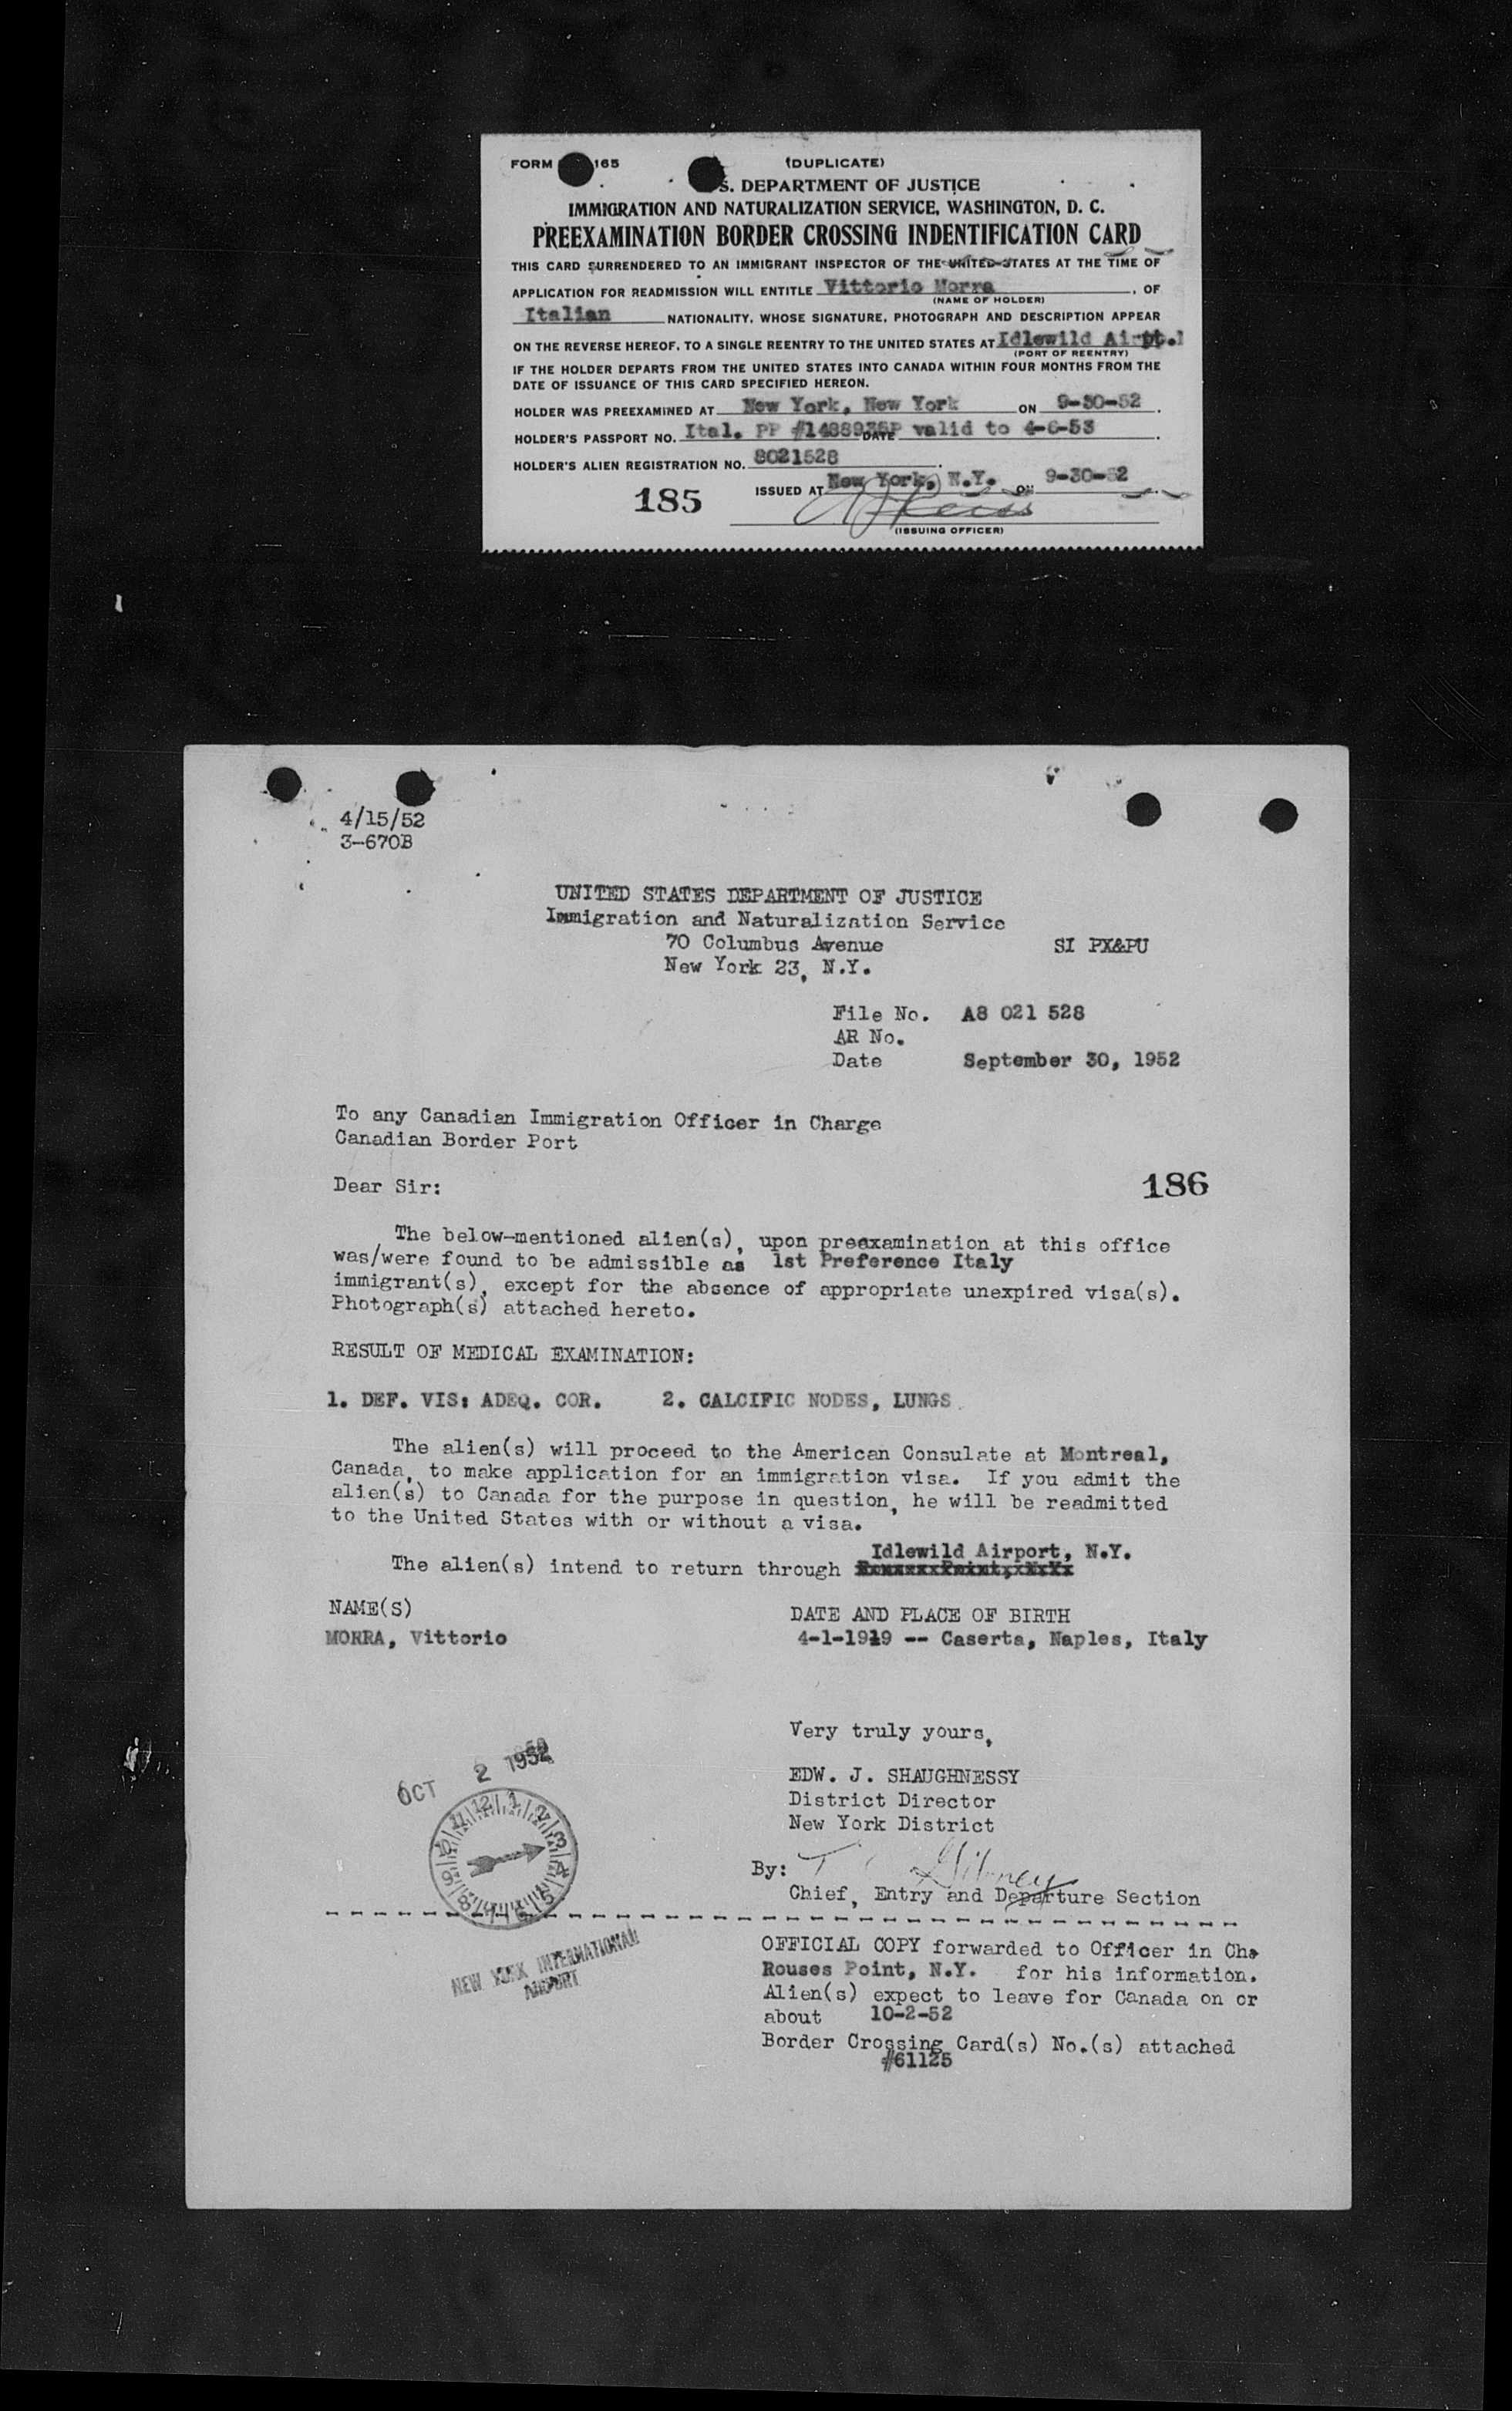 FORM 165
(DUPLICATE)
S. DEPARTMENT OF JUSTICE
IMMIGRATION AND NATURALIZATION SERVICE, WASHINGTON, D. C.
PREEXAMINATION BORDER CROSSING INDENTIFICATION CARD
THIS CARD SURRENDERED TO AN IMMIGRANT INSPECTOR OF THE UNITED STATES AT THE TIME OF
APPLICATION FOR READMISSION WILL ENTITLE Vittorio Morra, OF
(NAME OF HOLDER)
Italian NATIONALITY, WHOSE SIGNATURE, PHOTOGRAPH AND DESCRIPTION APPEAR
ON THE REVERSE HEREOF, TO A SINGLE REENTRY TO THE UNITED STATES AT Idlewild Airpt.
(PORT OF REENTRY)
IF THE HOLDER DEPARTS FROM THE UNITED STATES INTO CANADA WITHIN FOUR MONTHS FROM THE
DATE OF ISSUANCE OF THIS CARD SPECIFIED HEREON.
HOLDER WAS PREEXAMINED AT New York, New York ON 9-30-52.
HOLDER'S PASSPORT NO. Ital. PP DATE valid to 4-6-53.
HOLDER'S ALIEN REGISTRATION NO. 8021528.
185 ISSUED AT New York, N.Y. ON 9-30-52.
(ISSUING OFFICER)
4/15/52
3-670B
UNITED STATES DEPARTMENT OF JUSTICE
Immigration and Naturalization Service
70 Columbus Avenue SI PX&PU
New York 23, N.Y.
File No. A8 021 528
AR No.
Date September 30, 1952
To any Canadian Immigration Officer in Charge
Canadian Border Port
Dear Sir: 186
The below-mentioned alien(s), upon preexamination at this office
was/were found to be admissible as 1st Preference Italy
immigrant(s), except for the absence of appropriate unexpired visa(s).
Photograph(s) attached hereto.
RESULT OF MEDICAL EXAMINATION:
1. DEF. VIS: ADEQ. COR. 2. CALCIFIC NODES, LUNGS
The alien(s) will proceed to the American Consulate at Montreal,
Canada, to make application for an immigration visa. If you admit the
alien(s) to Canada for the purpose in question, he will be readmitted
to the United States with or without a visa.
Idlewild Airport, N.Y.
The alien(s) intend to return through
NAME(S) DATE AND PLACE OF BIRTH
MORRA, Vittorio 4-1-1919 -- Caserta, Naples, Italy
Very truly yours,
EDW. J. SHAUGHNESSY
District Director
New York District
OCT 2 1952
12 1 2 3 4 5 6 7 8 9 10 11
By: T Gibney
Chief, Entry and Departure Section
NEW YORK INTERNATIONAL
AIRPORT
OFFICIAL COPY forwarded to Officer in Cha
Rouses Point, N.Y. for his information.
Alien(s) expect to leave for Canada on or
about 10-2-52
Border Crossing Card(s) No.(s) attached
#61125